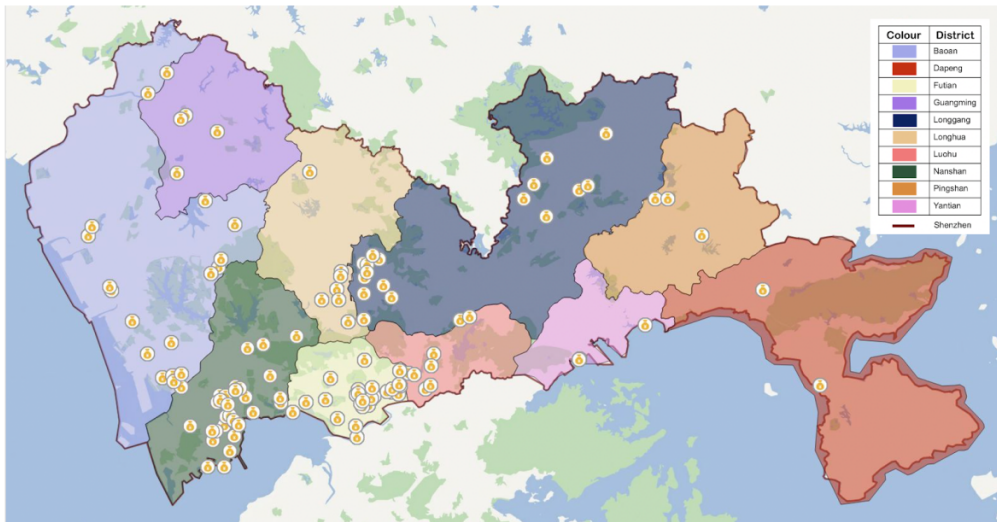 Colour District
Baoan
Dapeng
Futian
Guangming
Longgang
Longhua
Luohu
Nanshan
Pingshan
Yantian
Shenzhen